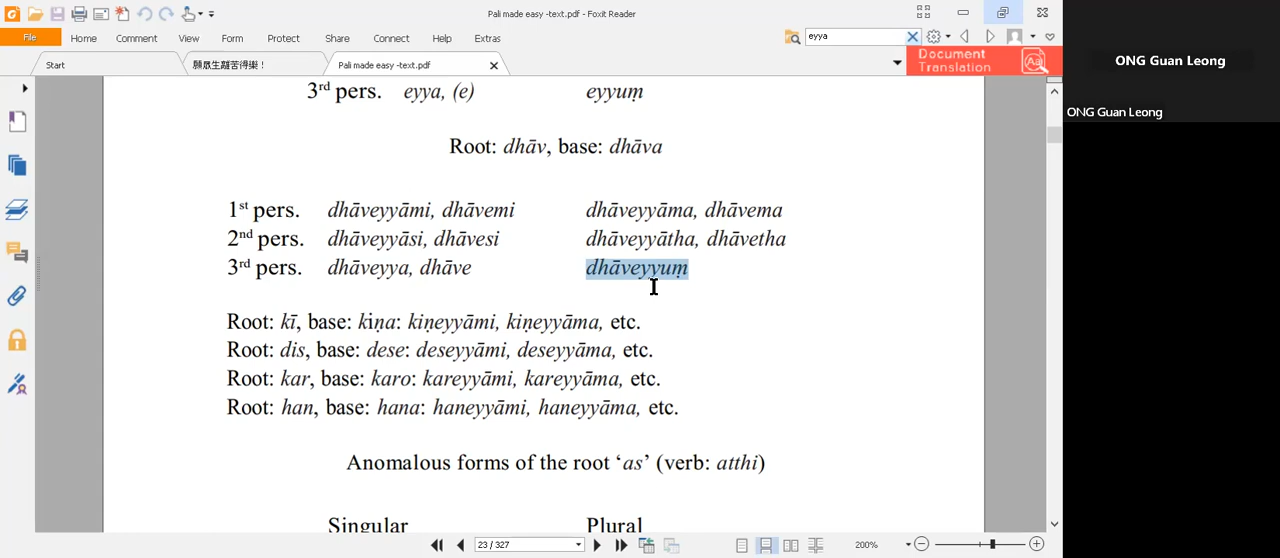 Pali made easy -text.pdf - Foxit Reader
File Home Comment View Form Protect Share Connect Help Extras
eyya
Start
願眾生離苦得樂！
Pali made easy -text.pdf
Document Translation
3rd pers. eyya, (e) eyyuṃ
Root: dhāv, base: dhāva
1st pers. dhāveyyāmi, dhāvemi dhāveyyāma, dhāvema
2nd pers. dhāveyyāsi, dhāvesi dhāveyyātha, dhāvetha
3rd pers. dhāveyya, dhāve dhāveyyuṃ
Root: kī, base: kiṇa: kiṇeyyāmi, kiṇeyyāma, etc.
Root: dis, base: dese: deseyyāmi, deseyyāma, etc.
Root: kar, base: karo: kareyyāmi, kareyyāma, etc.
Root: han, base: hana: haneyyāmi, haneyyāma, etc.
Anomalous forms of the root ‘as’ (verb: atthi)
Singular Plural
23 / 327
200%
ONG Guan Leong
ONG Guan Leong